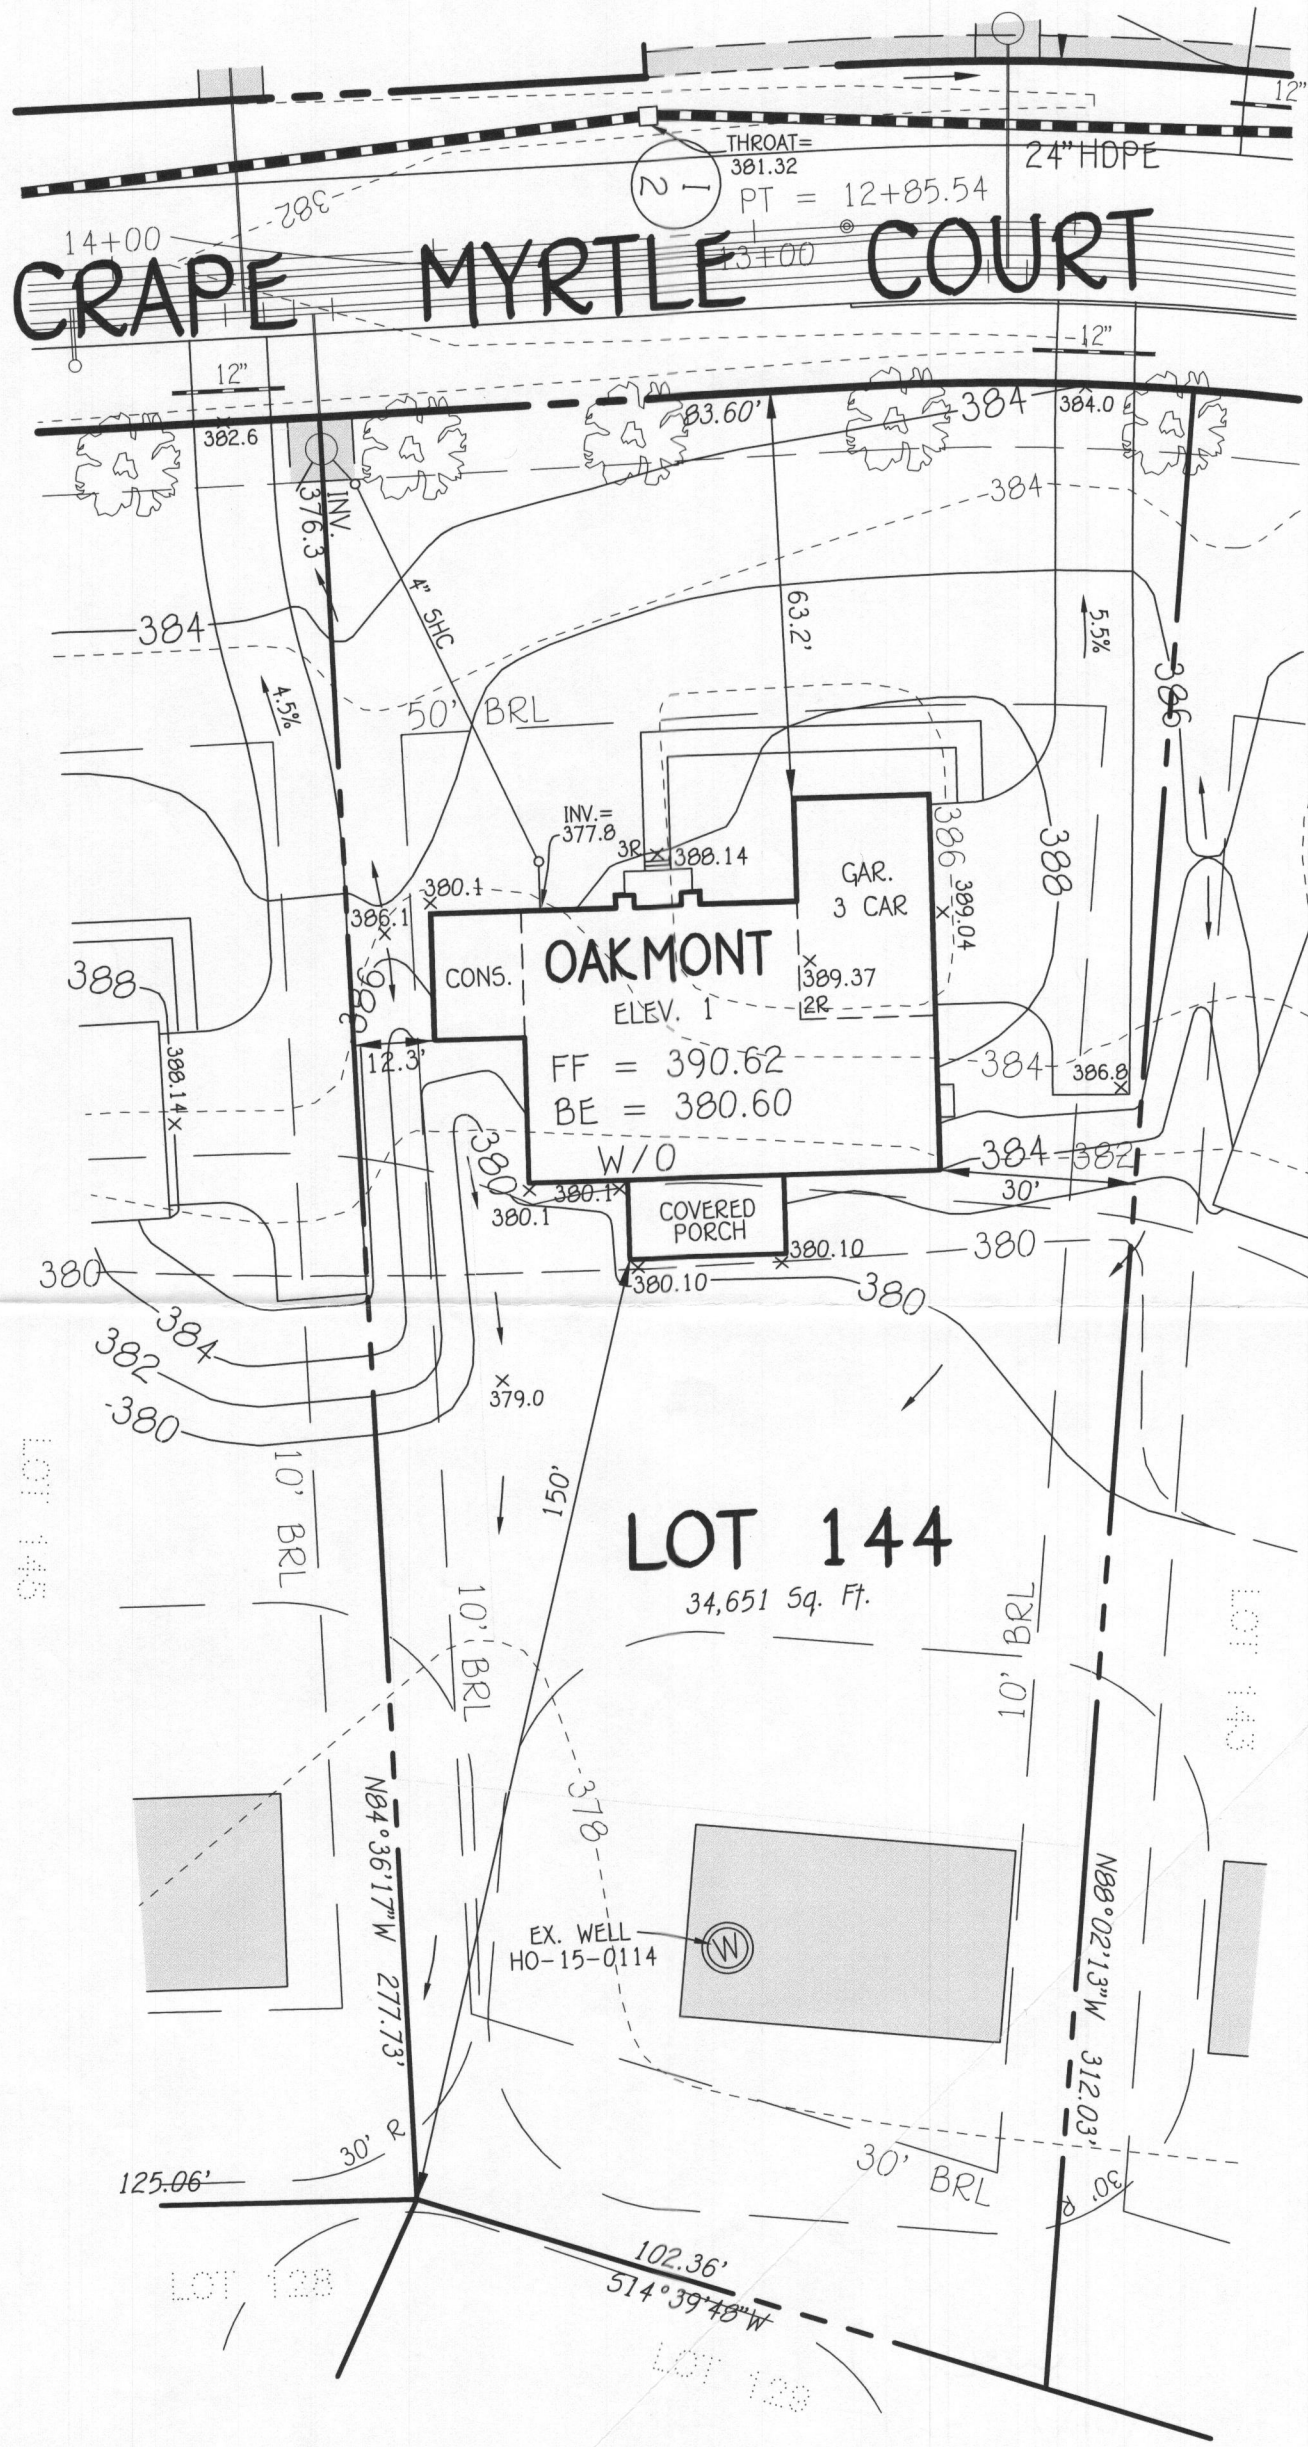 12"
THROAT=
381.32
24" HDPE
1
2
PT = 12+85.54
382
14+00
13+00
CRAPE MYRTLE COURT
12"
12"
382.6
83.60'
384
384.0
384
INV.
376.3
4" SHC
63.2'
5.5%
384
386
4.5%
50' BRL
INV.=
377.8
3R
388.14
386
388
GAR.
3 CAR
389.04
380.1
386.1
OAKMONT
CONS.
389.37
2R
388
386
ELEV. 1
12.3'
FF = 390.62
384
386.8
388.14
BE = 380.60
380
W/O
384
382
30'
380.1
380.1
COVERED
PORCH
380.10
380
380.10
380
380
384
382
380
379.0
LOT 145
10' BRL
150'
LOT 144
34,651 Sq. Ft.
10' BRL
10' BRL
LOT 143
378
N84°36'17"W 277.73'
N88°02'13"W 312.03'
EX. WELL
HO-15-0114
W
30' R
125.06'
30' BRL
30' R
102.36'
S14°39'48"W
LOT 128
LOT 129